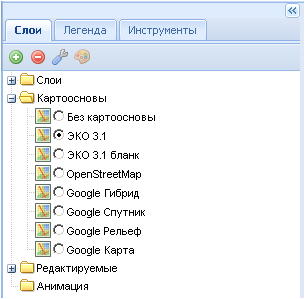 Слои Легенда Инструменты
Слои
Картоосновы
Без картоосновы
ЭКО 3.1
ЭКО 3.1 бланк
OpenStreetMap
Google Гибрид
Google Спутник
Google Рельеф
Google Карта
Редактируемые
Анимация